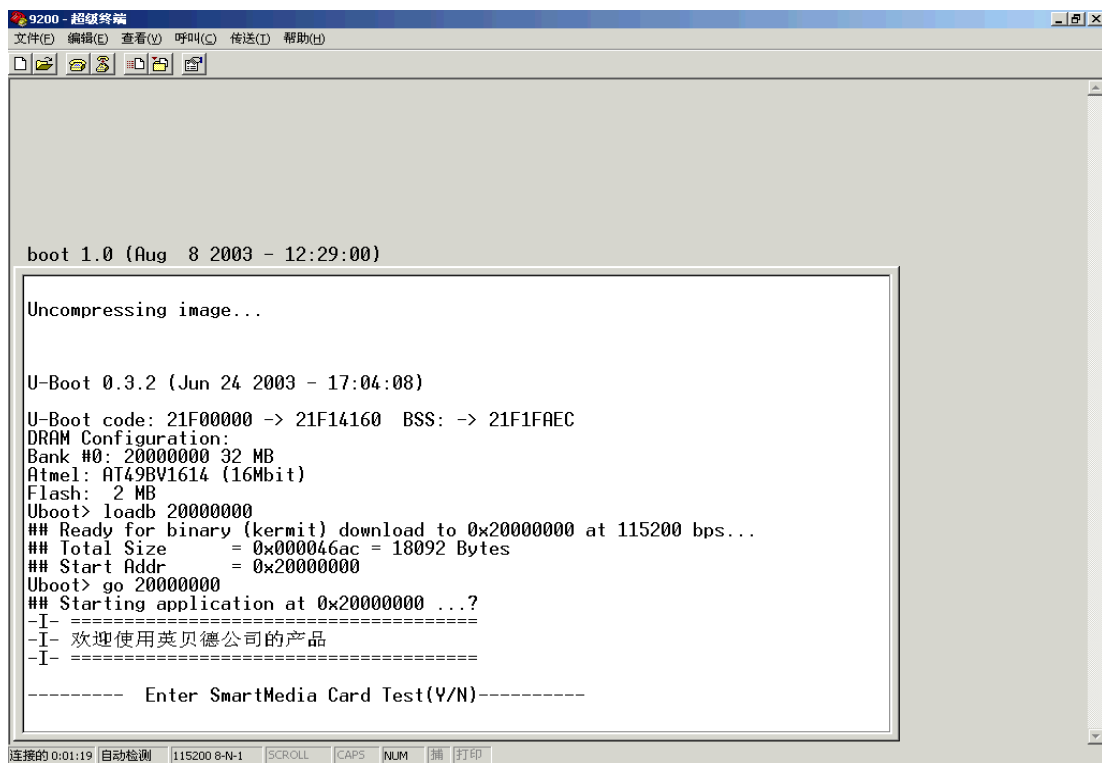 9200 - 超级终端
文件(F) 编辑(E) 查看(V) 呼叫(C) 传送(T) 帮助(H)
boot 1.0 (Aug  8 2003 - 12:29:00)
Uncompressing image...
U-Boot 0.3.2 (Jun 24 2003 - 17:04:08)
U-Boot code: 21F00000 -> 21F14160  BSS: -> 21F1FAEC
DRAM Configuration:
Bank #0: 20000000 32 MB
Atmel: AT49BV1614 (16Mbit)
Flash:  2 MB
Uboot> loadb 20000000
## Ready for binary (kermit) download to 0x20000000 at 115200 bps...
## Total Size      = 0x000046ac = 18092 Bytes
## Start Addr      = 0x20000000
Uboot> go 20000000
## Starting application at 0x20000000 ...?
-I- ======================================
-I- 欢迎使用英贝德公司的产品
-I- ======================================
---------  Enter SmartMedia Card Test(Y/N)----------
连接的 0:01:19 自动检测 115200 8-N-1 SCROLL CAPS NUM 捕 打印